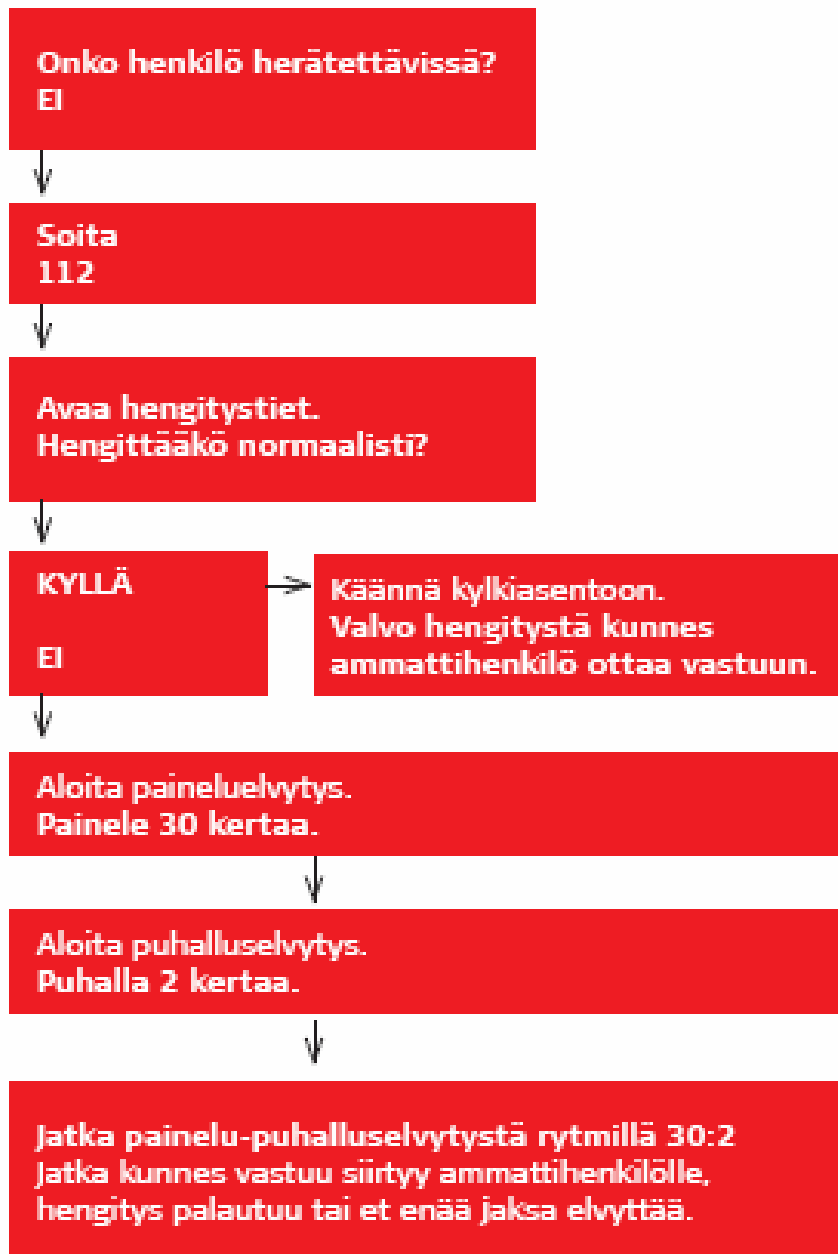 Onko henkilö herätettävissä?
EI
Soita
112
Avaa hengitystiet.
Hengittääkö normaalisti?
KYLLÄ
EI
Käännä kylkiasentoon.
Valvo hengitystä kunnes
ammattihenkilö ottaa vastuun.
Aloita paineluelvytys.
Painele 30 kertaa.
Aloita puhalluselvytys.
Puhalla 2 kertaa.
Jatka painelu-puhalluselvytystä rytmillä 30:2
Jatka kunnes vastuu siirtyy ammattihenkilölle,
hengitys palautuu tai et enää jaksa elvyttää.